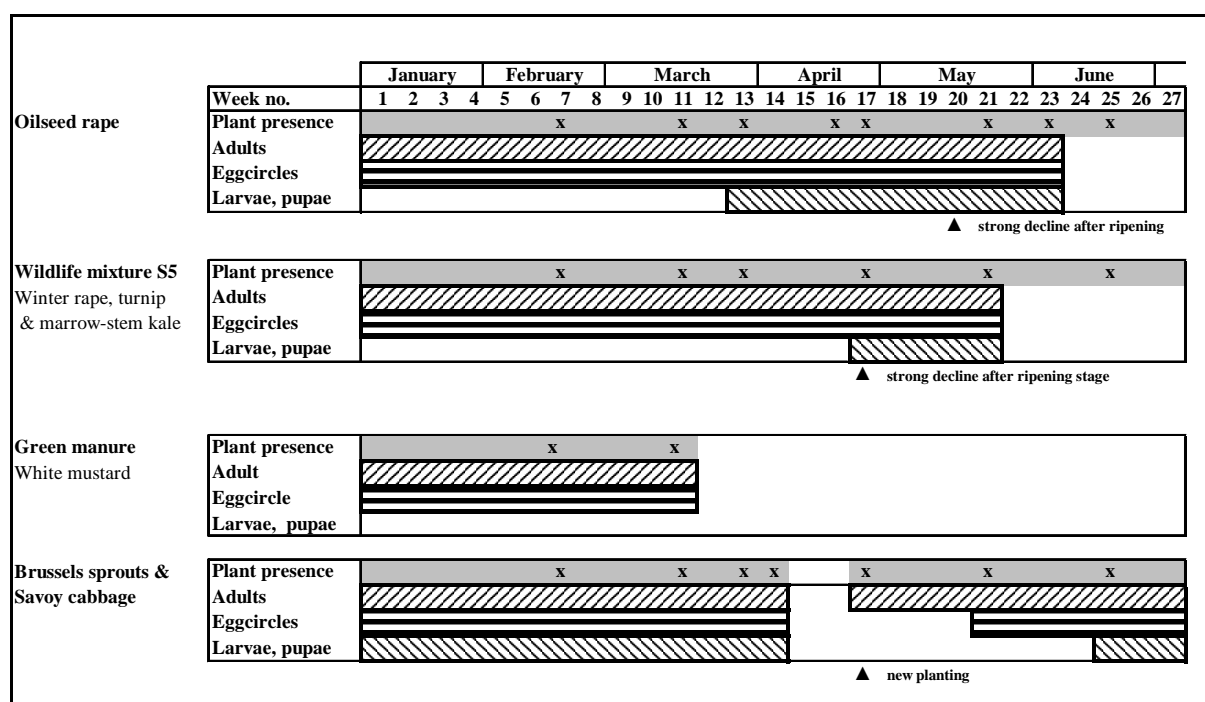 January February March April May June
Week no. 1 2 3 4 5 6 7 8 9 10 11 12 13 14 15 16 17 18 19 20 21 22 23 24 25 26 27
Oilseed rape Plant presence x x x x x x x x
Adults
Eggcircles
Larvae, pupae
▲ strong decline after ripening
Wildlife mixture S5 Plant presence x x x x x x
Winter rape, turnip Adults
& marrow-stem kale Eggcircles
Larvae, pupae
▲ strong decline after ripening stage
Green manure Plant presence x x
White mustard Adult
Eggcircle
Larvae, pupae
Brussels sprouts & Plant presence x x x x x x x
Savoy cabbage Adults
Eggcircles
Larvae, pupae
▲ new planting